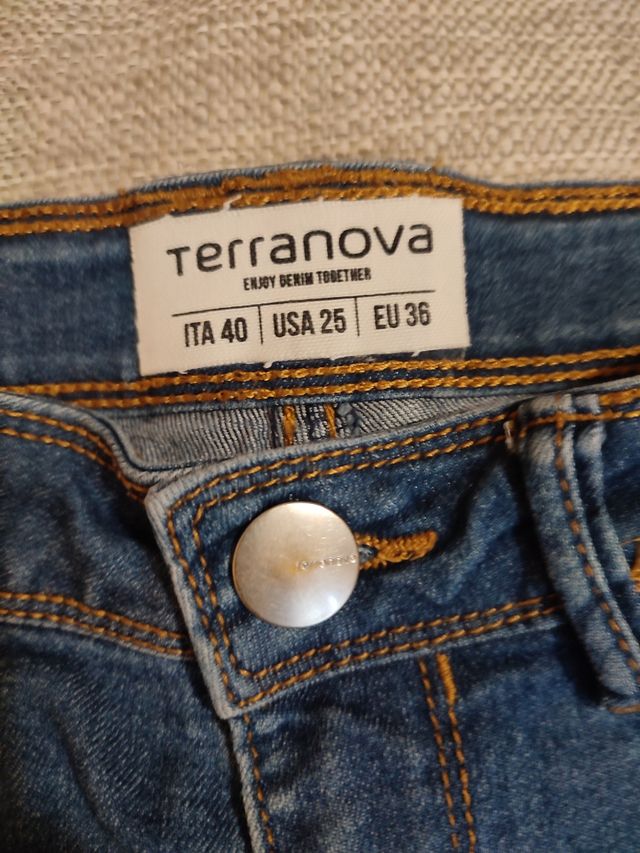 Terranova
ENJOY DENIM TOGETHER
ITA 40 USA 25 EU 36